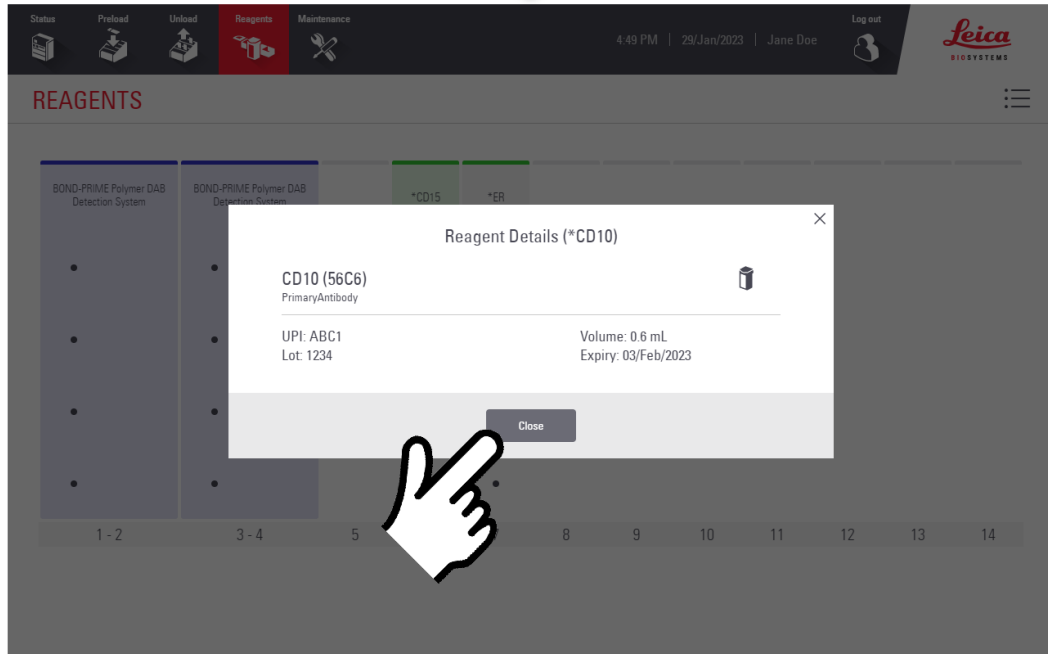 Status Preload Unload Reagents Maintenance Log out
4:49 PM | 29/Jan/2023 | Jane Doe
Leica
BIOSYSTEMS
REAGENTS
BOND-PRIME Polymer DAB
Detection System
BOND-PRIME Polymer DAB
Detection System
*CD15 *ER
Reagent Details (*CD10)
CD10 (56C6)
PrimaryAntibody
UPI: ABC1 Volume: 0.6 mL
Lot: 1234 Expiry: 03/Feb/2023
Close
1 - 2 3 - 4 5 8 9 10 11 12 13 14